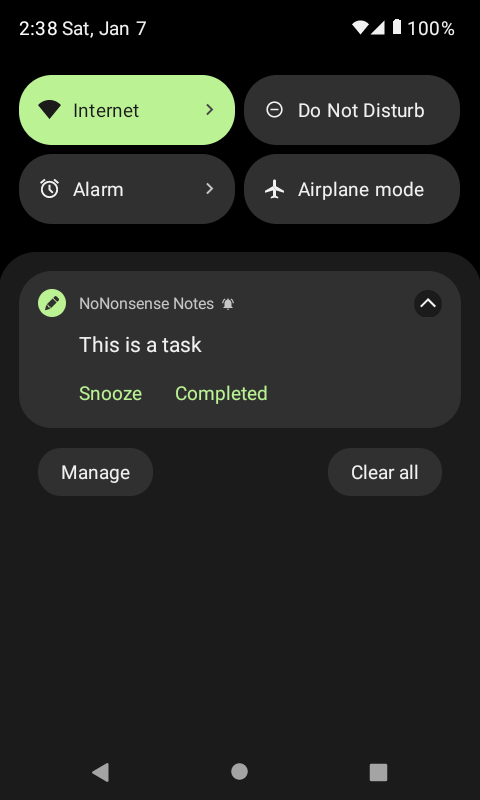 2:38 Sat, Jan 7 100%
Internet Do Not Disturb
Alarm Airplane mode
NoNonsense Notes
This is a task
Snooze Completed
Manage Clear all